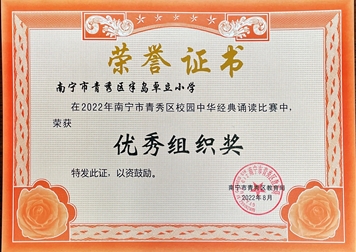 荣誉证书
南宁市青秀区半岛卓立小学
在2022年南宁市青秀区校园中华经典诵读比赛中，
荣获
优秀组织奖
特发此证，以资鼓励。
南宁市青秀区教育局
2022年8月